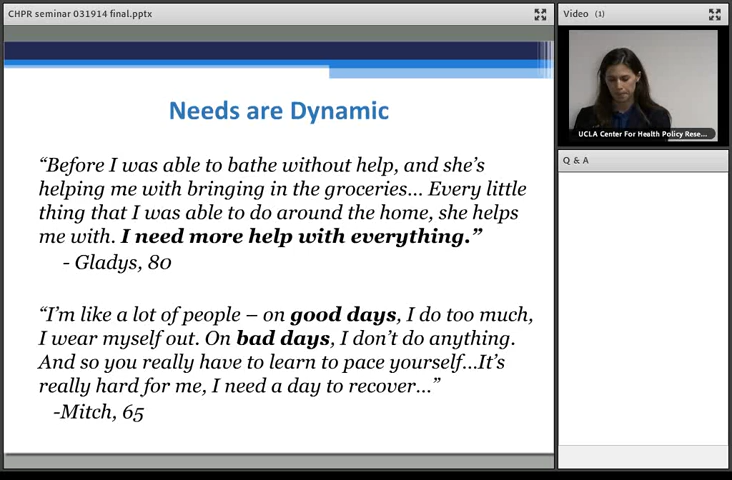 CHPR seminar 031914 final.pptx
Video (1)
UCLA Center For Health Policy Rese...
Q & A
Needs are Dynamic
“Before I was able to bathe without help, and she’s
helping me with bringing in the groceries... Every little
thing that I was able to do around the home, she helps
me with. I need more help with everything.”
- Gladys, 80
“I’m like a lot of people – on good days, I do too much,
I wear myself out. On bad days, I don’t do anything.
And so you really have to learn to pace yourself...It’s
really hard for me, I need a day to recover...”
-Mitch, 65